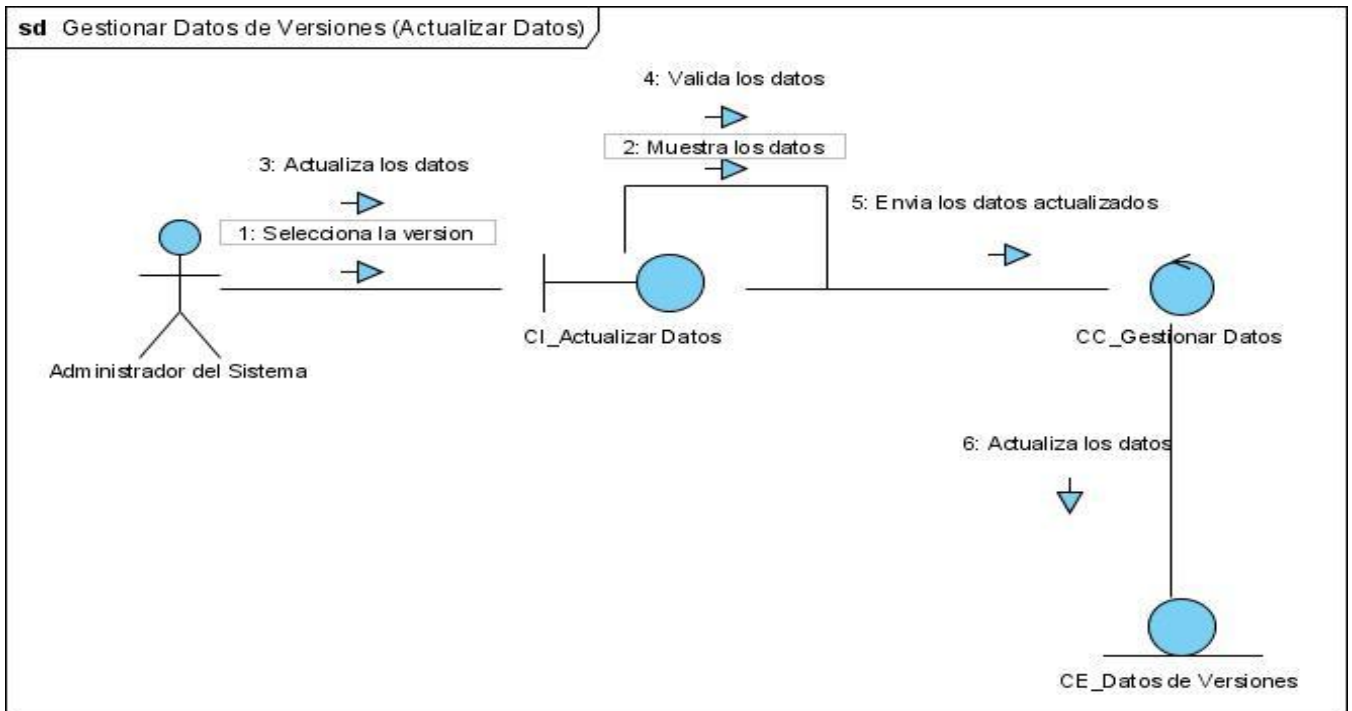 sd Gestionar Datos de Versiones (Actualizar Datos)
4: Valida los datos
2: Muestra los datos
3: Actualiza los datos
1: Selecciona la version
5: Envia los datos actualizados
CI_Actualizar Datos
CC_Gestionar Datos
Administrador del Sistema
6: Actualiza los datos
CE_Datos de Versiones